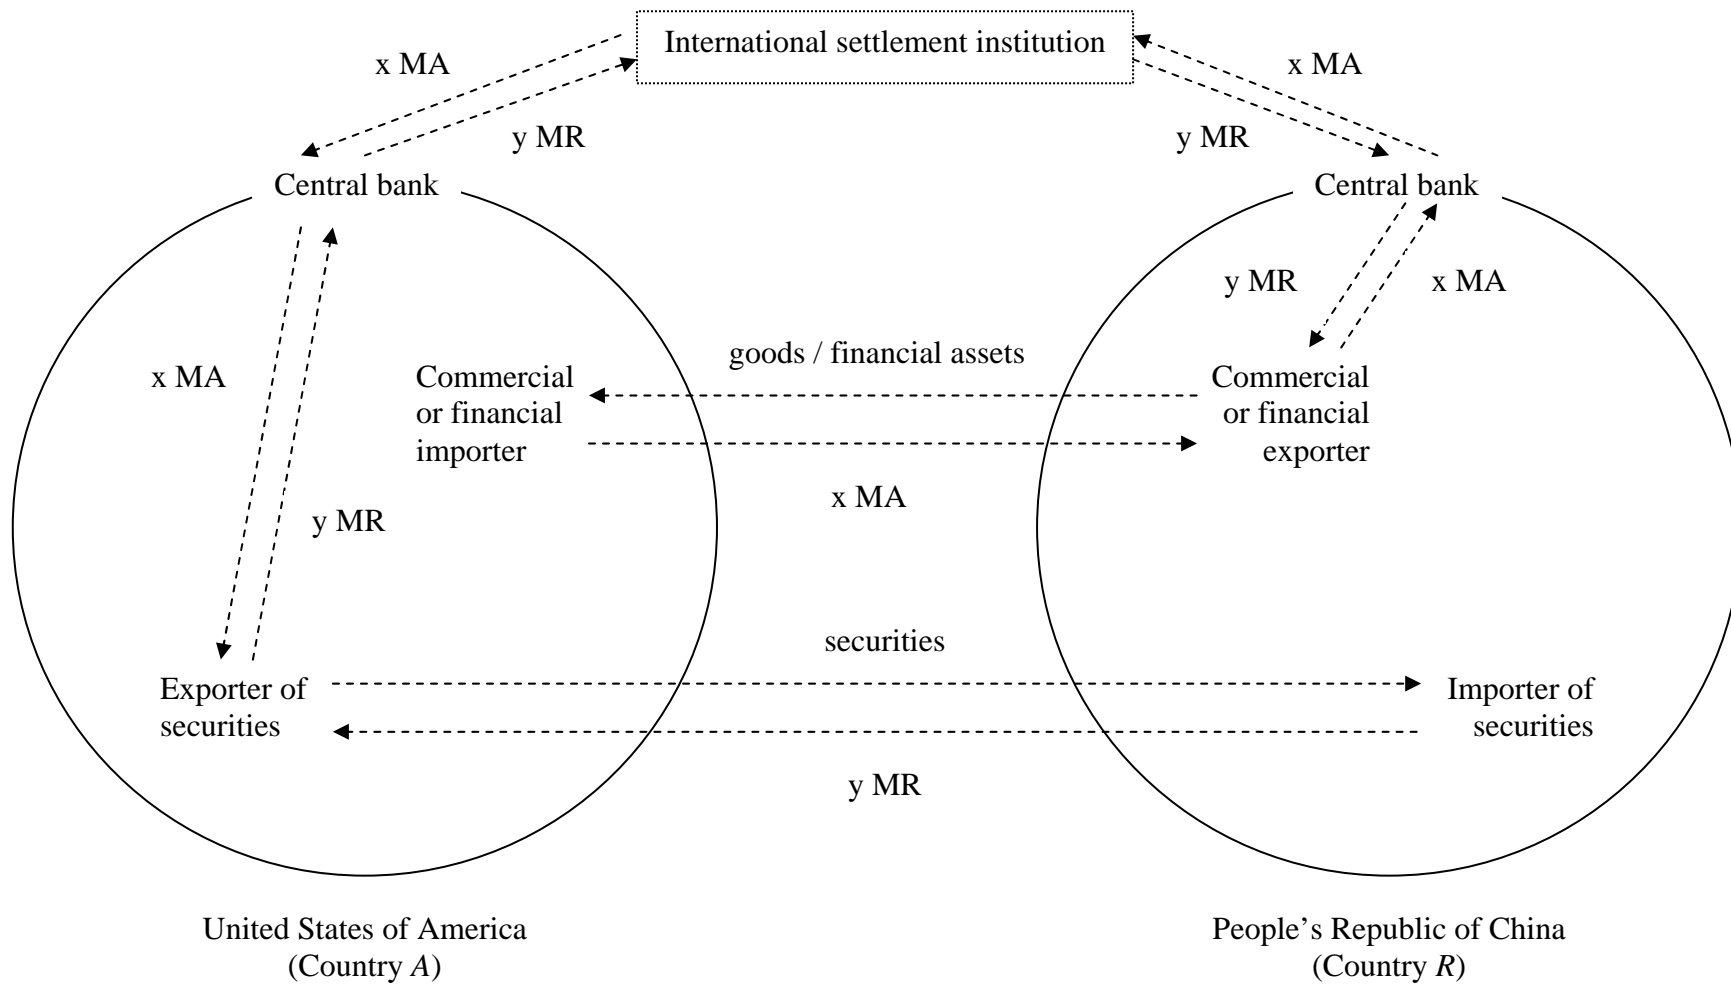 International settlement institution
x MA
x MA
y MR
y MR
Central bank
Central bank
y MR
x MA
goods / financial assets
x MA
Commercial
or financial
importer
Commercial
or financial
exporter
x MA
y MR
securities
Exporter of
securities
Importer of
securities
y MR
United States of America
(Country A)
People’s Republic of China
(Country R)